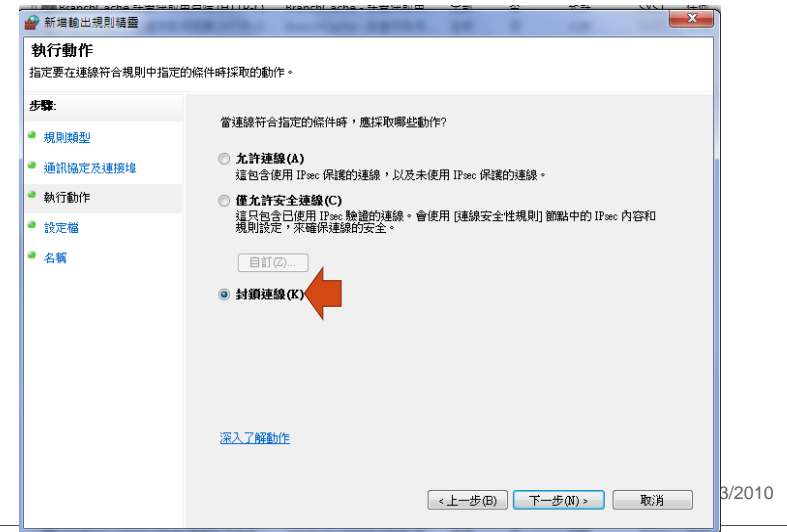 新增輸出規則精靈
執行動作
指定要在連線符合規則中指定的條件時採取的動作。
步驟:
規則類型
通訊協定及連接埠
執行動作
設定檔
名稱
當連線符合指定的條件時，應採取哪些動作?
允許連線(A)
這包含使用 IPsec 保護的連線，以及未使用 IPsec 保護的連線。
僅允許安全連線(C)
這只包含已使用 IPsec 驗證的連線。會使用 [連線安全性規則] 節點中的 IPsec 內容和
規則設定，來確保連線的安全。
自訂(Z)...
封鎖連線(K)
深入了解動作
<上一步(B) 下一步(N) > 取消
3/2010